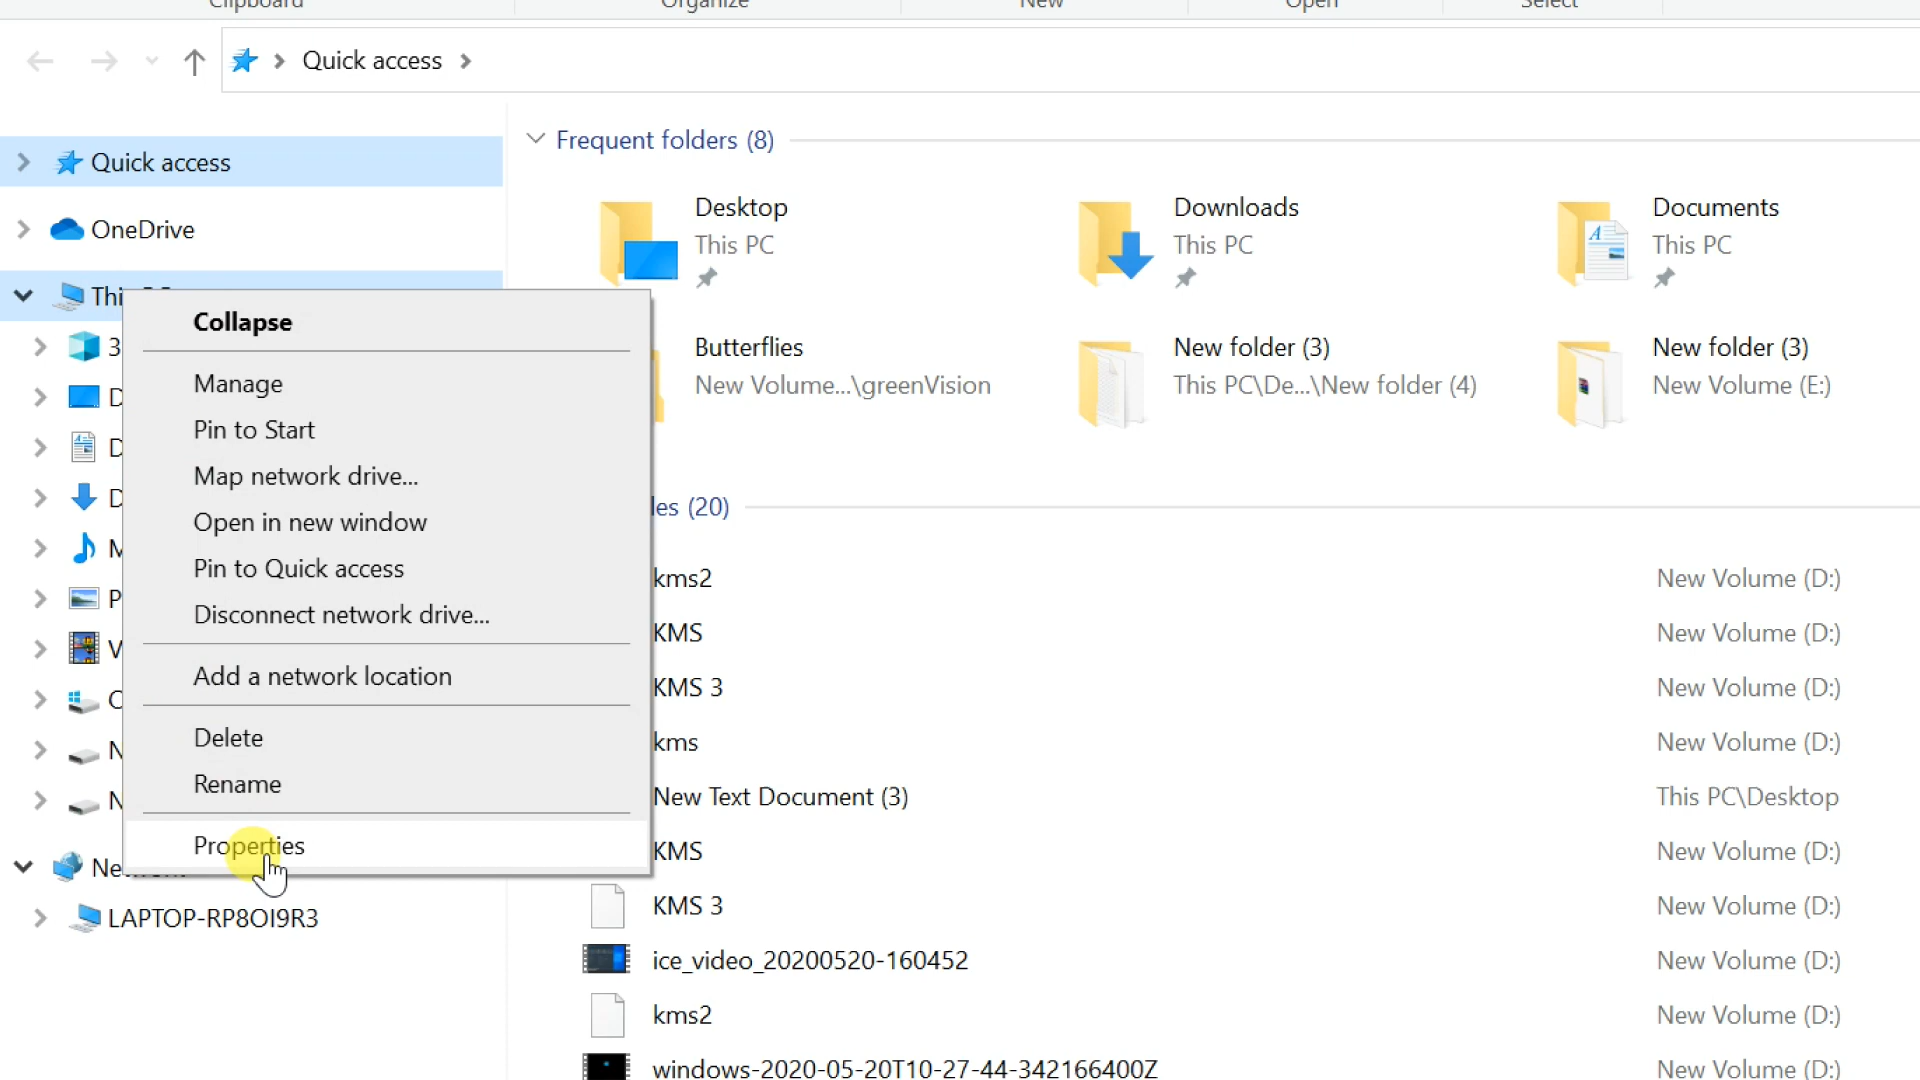 Clipboard
Organize
New
Open
Select
Quick access
Quick access
OneDrive
Frequent folders (8)
Desktop
This PC
Downloads
This PC
Documents
This PC
Butterflies
New Volume...\greenVision
New folder (3)
This PC\De...\New folder (4)
New folder (3)
New Volume (E:)
Collapse
Manage
Pin to Start
Map network drive...
Open in new window
Pin to Quick access
Disconnect network drive...
Add a network location
Delete
Rename
Properties
LAPTOP-RP8OI9R3
(20)
kms2 New Volume (D:)
KMS New Volume (D:)
KMS 3 New Volume (D:)
kms New Volume (D:)
New Text Document (3) This PC\Desktop
KMS New Volume (D:)
KMS 3 New Volume (D:)
ice_video_20200520-160452 New Volume (D:)
kms2 New Volume (D:)
windows-2020-05-20T10-27-44-342166400Z New Volume (D:)